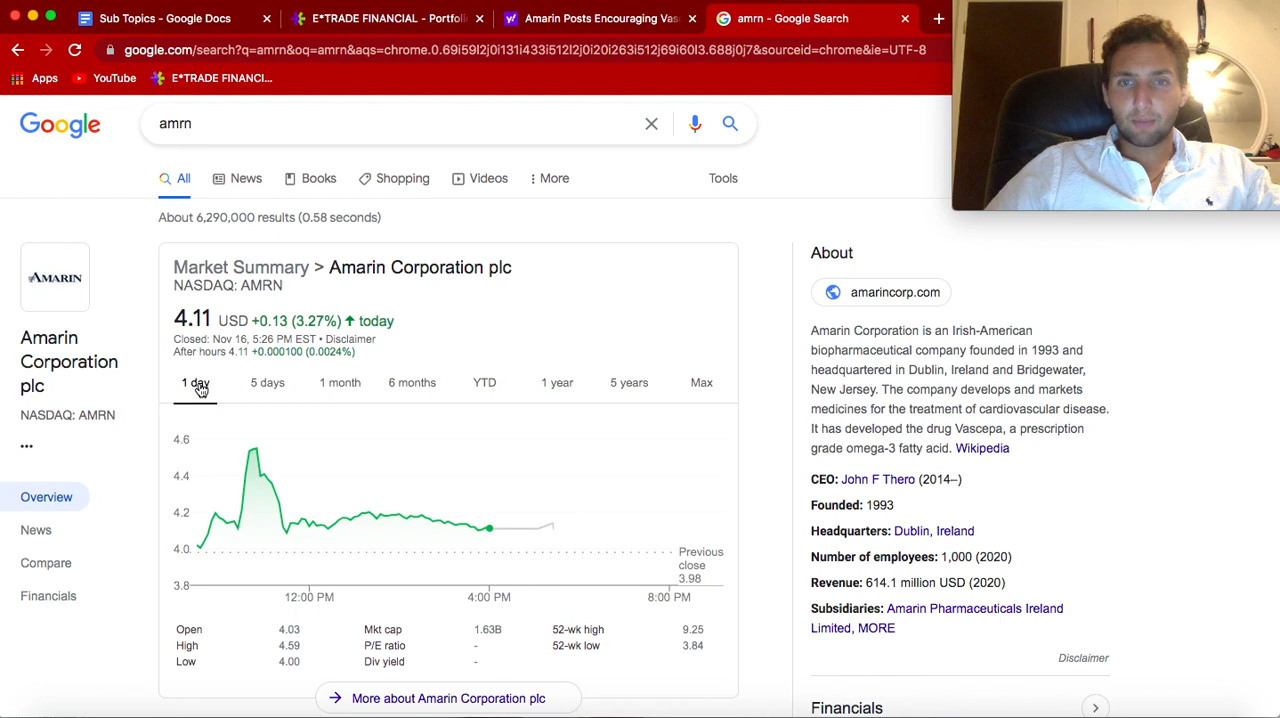 Sub Topics - Google Docs
E*TRADE FINANCIAL - Portfoli
Amarin Posts Encouraging Vas
amrn - Google Search
google.com/search?q=amrn&oq=amrn&aqs=chrome.0.69i59l2j0i131i433i512l2j0i20i263i512j69i60l3.688j0j7&sourceid=chrome&ie=UTF-8
Apps
YouTube
E*TRADE FINANCI...
Google
amrn
All
News
Books
Shopping
Videos
More
Tools
About 6,290,000 results (0.58 seconds)
AMARIN
Amarin
Corporation
plc
NASDAQ: AMRN
Overview
News
Compare
Financials
Market Summary > Amarin Corporation plc
NASDAQ: AMRN
4.11 USD +0.13 (3.27%) ↑ today
Closed: Nov 16, 5:26 PM EST • Disclaimer
After hours 4.11 +0.000100 (0.0024%)
1 day
5 days
1 month
6 months
YTD
1 year
5 years
Max
4.6
4.4
4.2
4.0
3.8
Previous
close
3.98
12:00 PM
4:00 PM
8:00 PM
Open 4.03 Mkt cap 1.63B 52-wk high 9.25
High 4.59 P/E ratio - 52-wk low 3.84
Low 4.00 Div yield -
More about Amarin Corporation plc
About
amarincorp.com
Amarin Corporation is an Irish-American
biopharmaceutical company founded in 1993 and
headquartered in Dublin, Ireland and Bridgewater,
New Jersey. The company develops and markets
medicines for the treatment of cardiovascular disease.
It has developed the drug Vascepa, a prescription
grade omega-3 fatty acid. Wikipedia
CEO: John F Thero (2014–)
Founded: 1993
Headquarters: Dublin, Ireland
Number of employees: 1,000 (2020)
Revenue: 614.1 million USD (2020)
Subsidiaries: Amarin Pharmaceuticals Ireland
Limited, MORE
Disclaimer
Financials